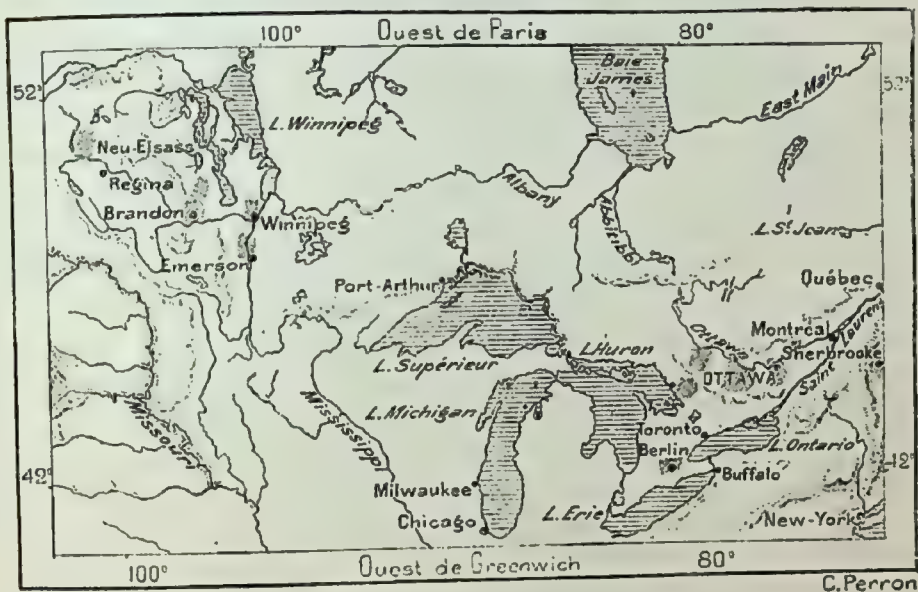 100° Ouest de Paris 80°
52° 52°
Baie
James
East Main
L. Winnipeg
Neu-Elsass
Regina
Albany
Abbitibbi
Brandon
Winnipeg
L. St Jean
Emerson
Port-Arthur
Québec
Ottawa
Montréal
L. Huron
Sherbrooke
L. Supérieur
OTTAWA
Saint Laurent
L. Michigan
Missouri
Mississippi
Toronto
L. Ontario
Berlin
42° 42°
Milwaukee
Buffalo
L. Erie
Chicago
New-York
100° Ouest de Greenwich 80°
C. Perron